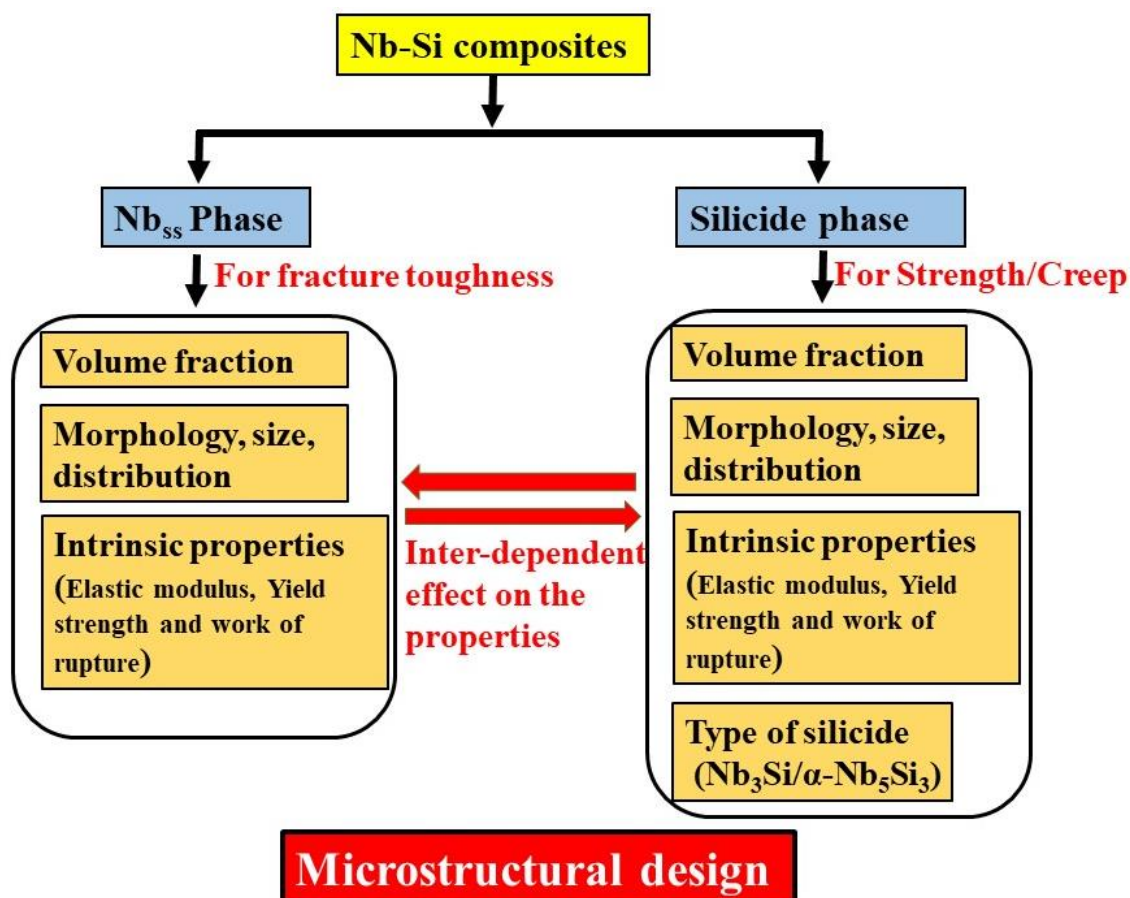 Nb-Si composites
Nbss Phase
For fracture toughness
Volume fraction
Morphology, size,
distribution
Intrinsic properties
(Elastic modulus, Yield
strength and work of
rupture)
Inter-dependent
effect on the
properties
Silicide phase
For Strength/Creep
Volume fraction
Morphology, size,
distribution
Intrinsic properties
(Elastic modulus, Yield
strength and work of
rupture)
Type of silicide
(Nb₃Si/α-Nb₅Si₃)
Microstructural design